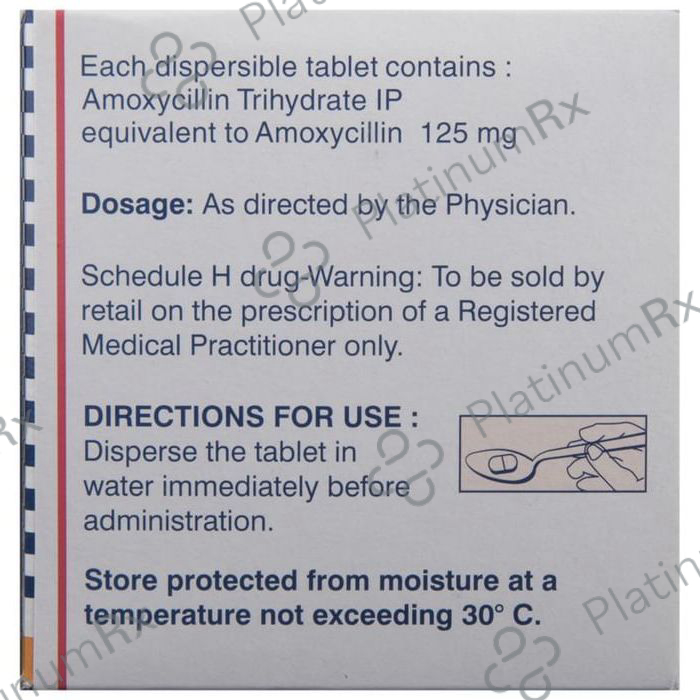 Each dispersible tablet contains :
Amoxycillin Trihydrate IP
equivalent to Amoxycillin 125 mg
Dosage: As directed by the Physician.
Schedule H drug-Warning: To be sold by
retail on the prescription of a Registered
Medical Practitioner only.
DIRECTIONS FOR USE :
Disperse the tablet in
water immediately before
administration.
Store protected from moisture at a
temperature not exceeding 30° C.
PlatinumRx
PlatinumRx
PlatinumRx
Platin
inumRx
Rx